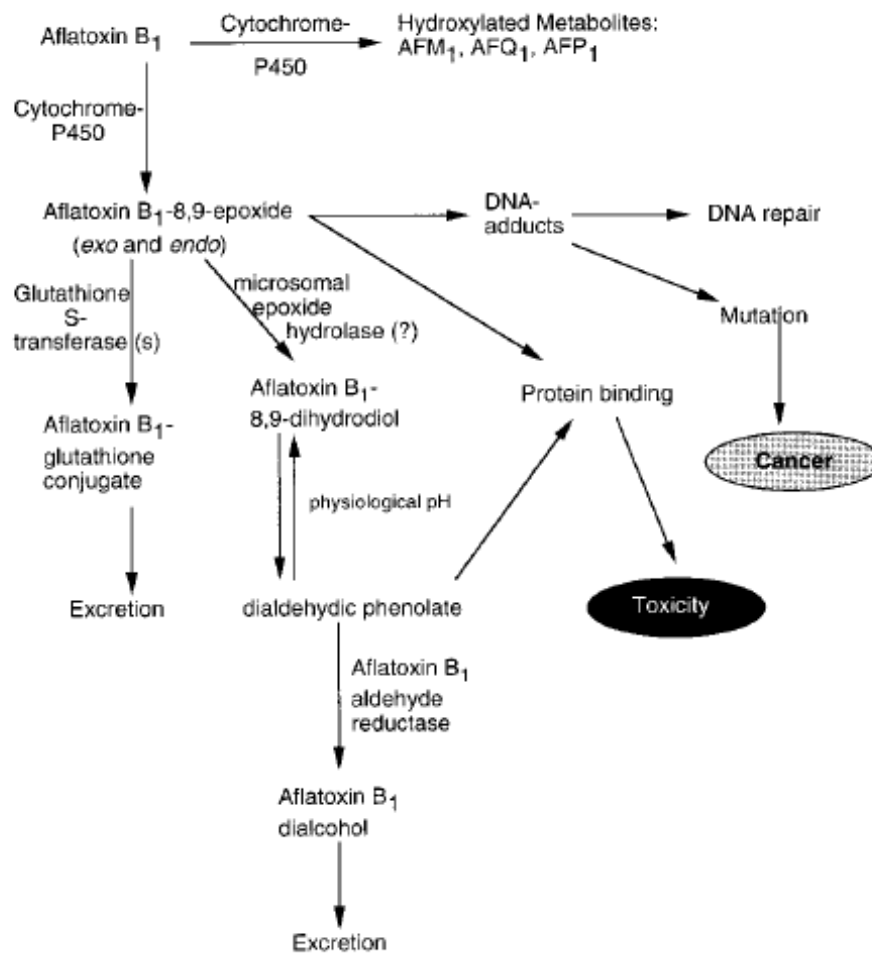 Aflatoxin B1
Cytochrome-
P450
Hydroxylated Metabolites:
AFM1, AFQ1, AFP1
Cytochrome-
P450
Aflatoxin B1-8,9-epoxide
(exo and endo)
DNA-
adducts
DNA repair
Mutation
Cancer
Glutathione
S-
transferase (s)
microsomal
epoxide
hydrolase (?)
Aflatoxin B1-
glutathione
conjugate
Aflatoxin B1-
8,9-dihydrodiol
Protein binding
physiological pH
Excretion
dialdehydic phenolate
Toxicity
Aflatoxin B1
aldehyde
reductase
Aflatoxin B1
dialcohol
Excretion